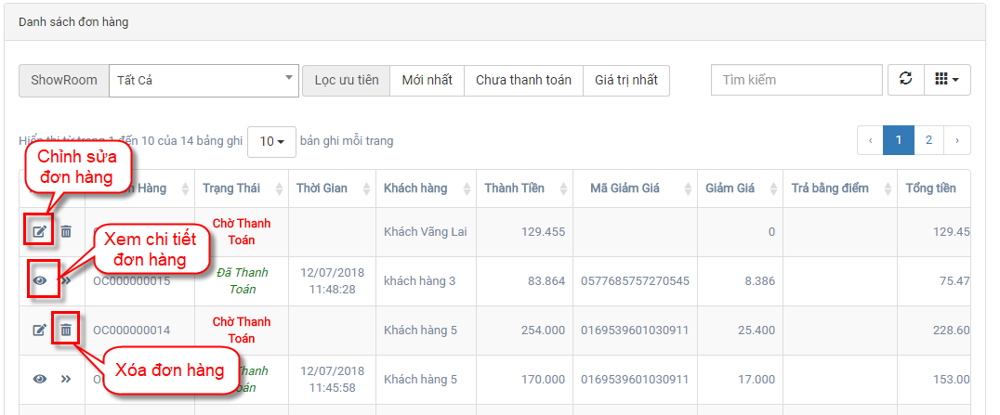 Danh sách đơn hàng
ShowRoom Tất Cả Lọc ưu tiên Mới nhất Chưa thanh toán Giá trị nhất Tìm kiếm
Hiển thị từ trang 1 đến 10 của 14 bảng ghi 10 bản ghi mỗi trang ‹ 1 2 ›
Chỉnh sửa
đơn hàng
Hàng Trạng Thái Thời Gian Khách hàng Thành Tiền Mã Giảm Giá Giảm Giá Trả bằng điểm Tổng tiền
Chờ Thanh
Toán
Khách Vãng Lai 129.455 0 129.45
Xem chi tiết
đơn hàng
OC000000015 Đã Thanh
Toán
12/07/2018
11:48:28
khách hàng 3 83.864 0577685757270545 8.386 75.47
OC000000014 Chờ Thanh
Toán
Khách hàng 5 254.000 0169539601030911 25.400 228.60
Xóa đơn hàng
Thanh
12/07/2018
11:45:58
Khách hàng 5 170.000 0169539601030911 17.000 153.00